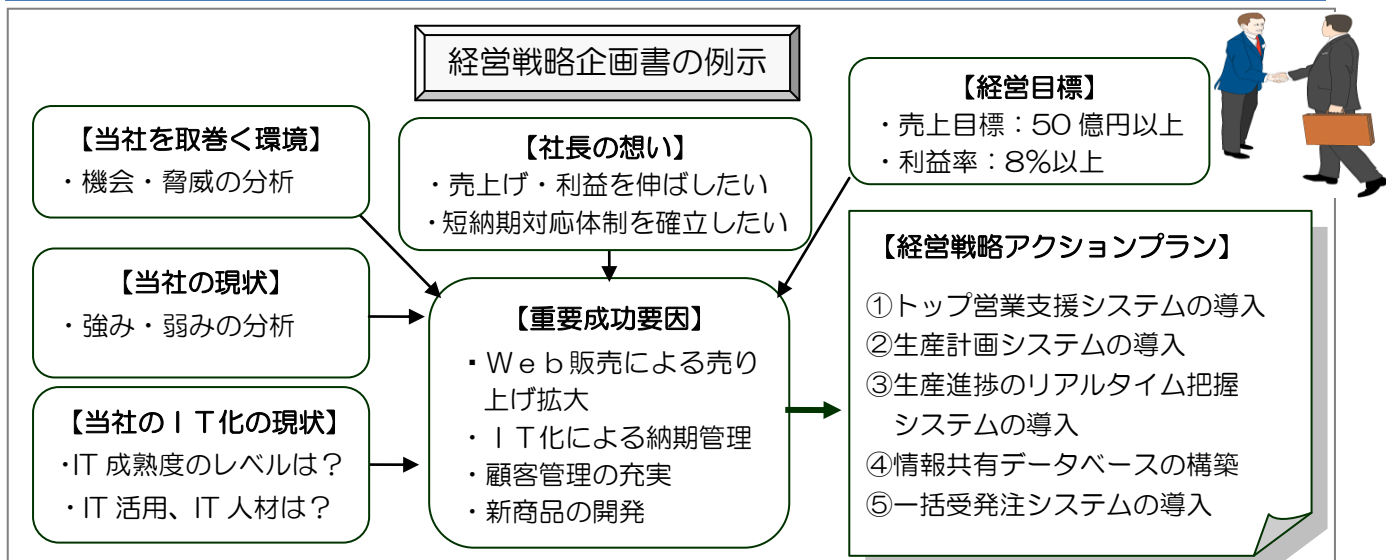 経営戦略企画書の例示
【当社を取巻く環境】
・機会・脅威の分析
【当社の現状】
・強み・弱みの分析
【当社のＩＴ化の現状】
・IT 成熟度のレベルは？
・IT 活用、IT 人材は？
【社長の想い】
・売上げ・利益を伸ばしたい
・短納期対応体制を確立したい
【経営目標】
・売上目標：50 億円以上
・利益率：8％以上
【重要成功要因】
・Ｗｅｂ販売による売り
上げ拡大
・ＩＴ化による納期管理
・顧客管理の充実
・新商品の開発
【経営戦略アクションプラン】
①トップ営業支援システムの導入
②生産計画システムの導入
③生産進捗のリアルタイム把握
システムの導入
④情報共有データベースの構築
⑤一括受発注システムの導入